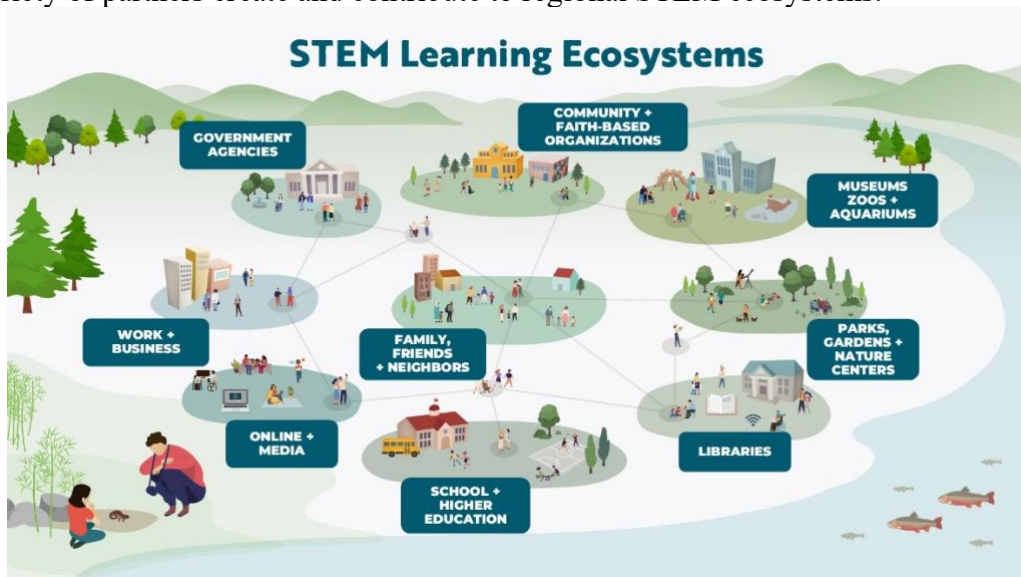 STEM Learning Ecosystems
GOVERNMENT
AGENCIES
COMMUNITY +
FAITH-BASED
ORGANIZATIONS
MUSEUMS
ZOOS +
AQUARIUMS
WORK +
BUSINESS
FAMILY,
FRIENDS
+ NEIGHBORS
PARKS,
GARDENS +
NATURE
CENTERS
ONLINE +
MEDIA
LIBRARIES
SCHOOL +
HIGHER
EDUCATION